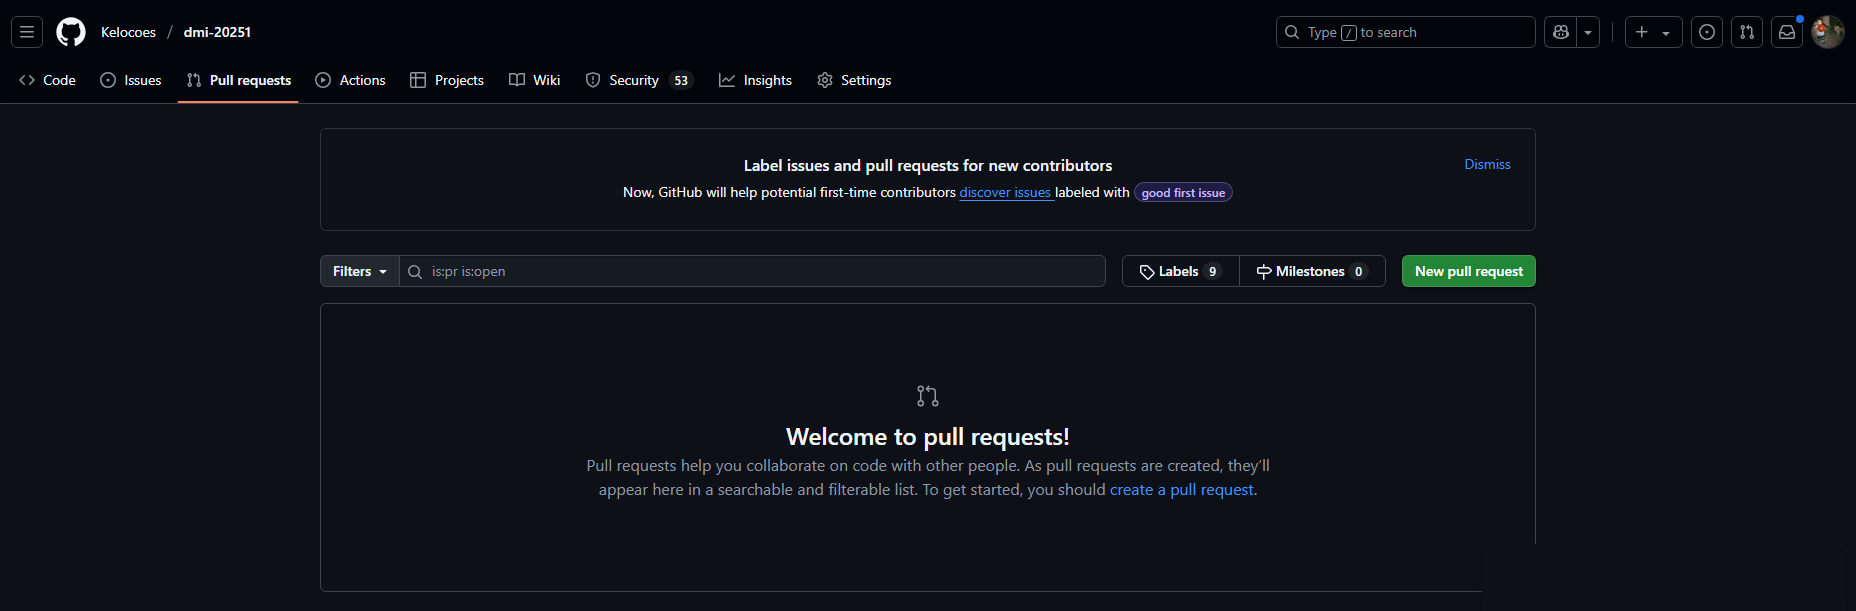 Kelocoes / dmi-20251
Type / to search
Code Issues Pull requests Actions Projects Wiki Security 53 Insights Settings
Label issues and pull requests for new contributors
Dismiss
Now, GitHub will help potential first-time contributors discover issues labeled with good first issue
Filters is:pr is:open Labels 9 Milestones 0 New pull request
Welcome to pull requests!
Pull requests help you collaborate on code with other people. As pull requests are created, they’ll
appear here in a searchable and filterable list. To get started, you should create a pull request.